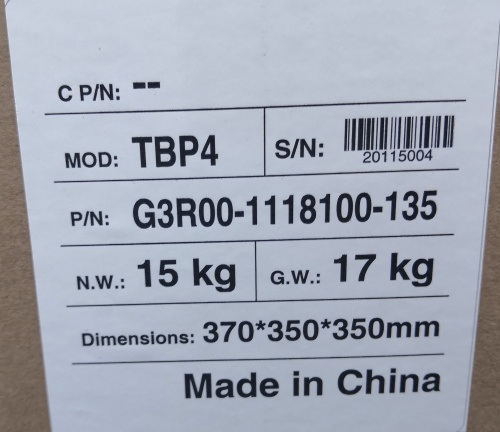 C P/N: --
MOD: TBP4 S/N: 20115004
P/N: G3R00-1118100-135
N.W.: 15 kg G.W.: 17 kg
Dimensions: 370*350*350mm
Made in China